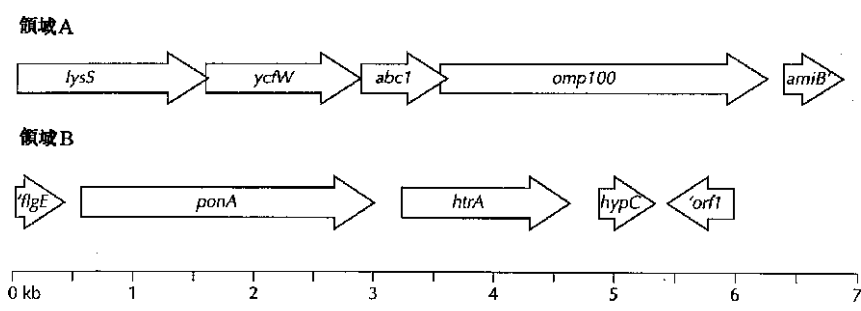 領域A
lysS ycfW abc1 omp100 amiB'
領域B
'flgE ponA htrA hypC 'orf1
0 kb 1 2 3 4 5 6 7